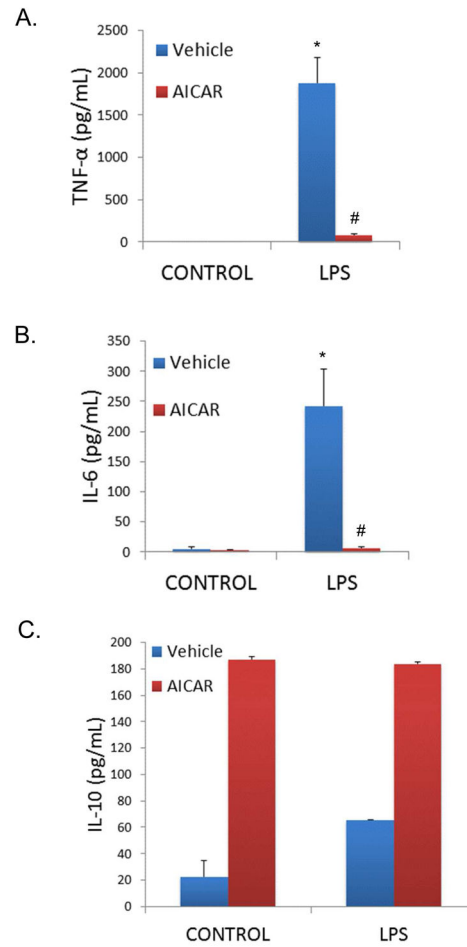 A.
TNF-α (pg/mL)
2500
2000
1500
1000
500
0
Vehicle
AICAR
*
#
CONTROL LPS
B.
IL-6 (pg/mL)
350
300
250
200
150
100
50
0
Vehicle
AICAR
*
#
CONTROL LPS
C.
IL-10 (pg/mL)
200
180
160
140
120
100
80
60
40
20
0
Vehicle
AICAR
CONTROL LPS